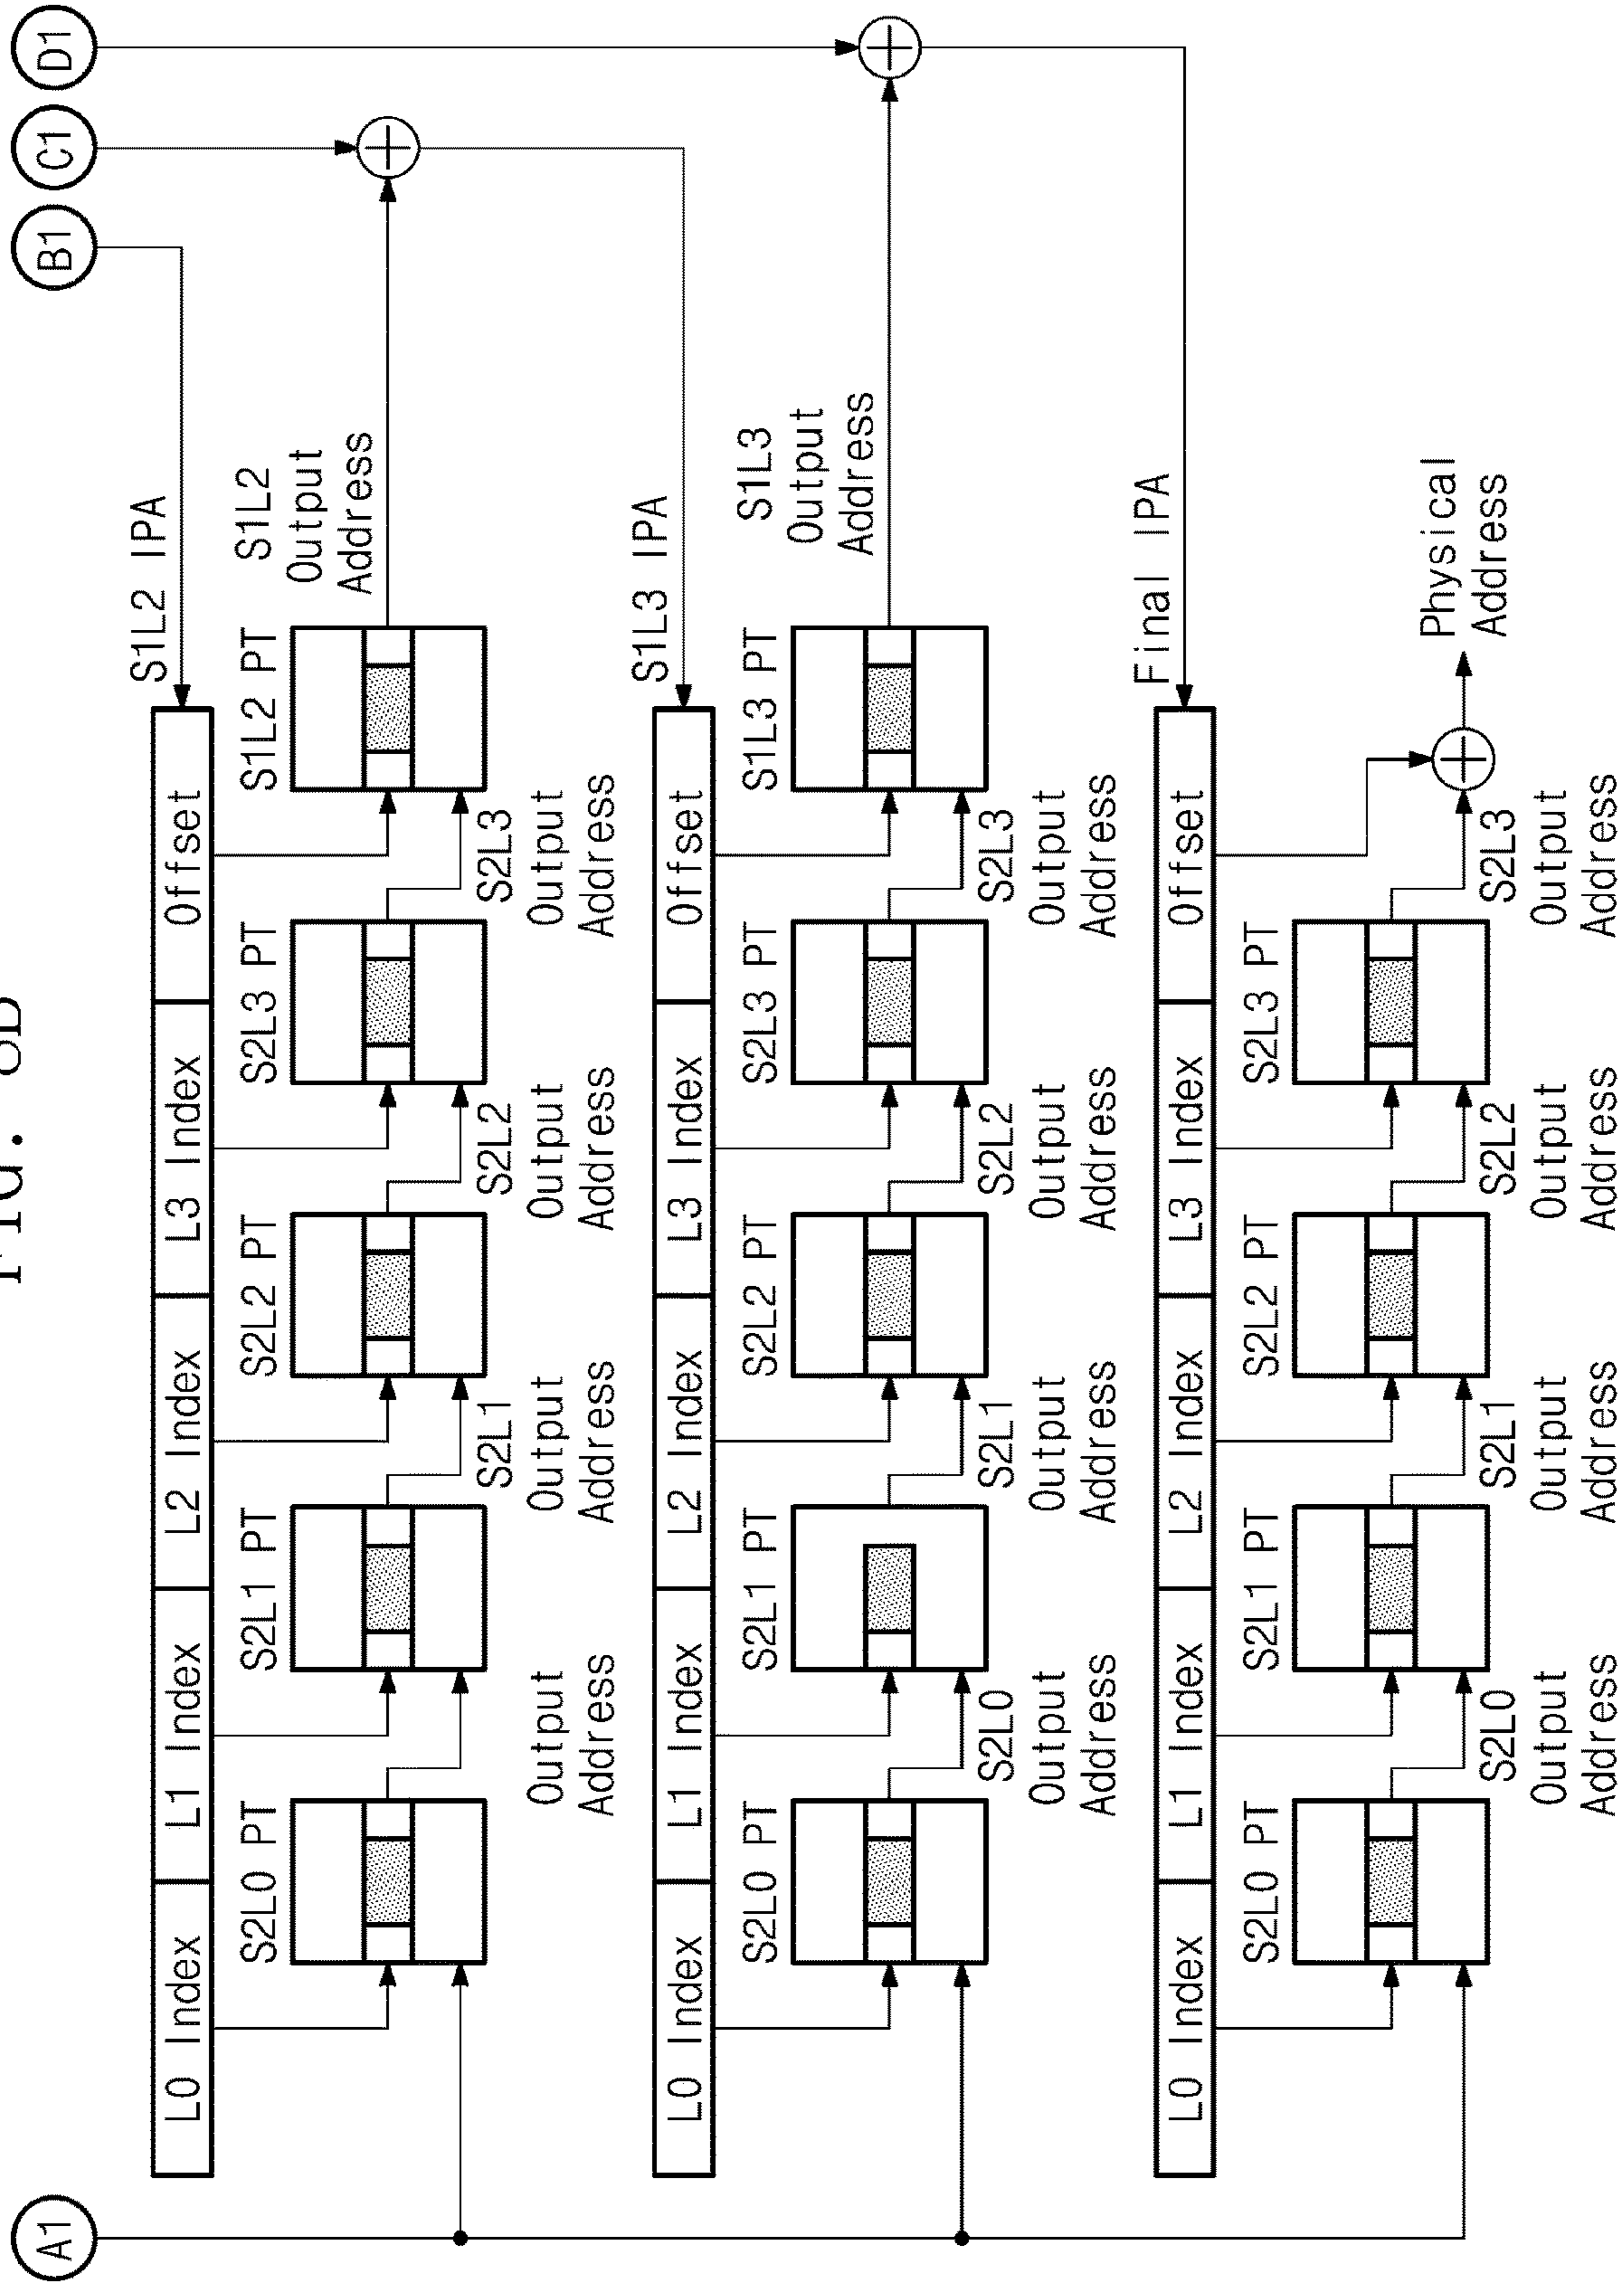 FIG.
A1
B1
C1
D1
S1L2 IPA
L0 Index
L1 Index
L2 Index
L3 Index
Offset
S2L0 PT
S2L1 PT
S2L2 PT
S2L3 PT
S1L2 PT
S1L2
Output
Address
Output
Address
S2L1
Output
Address
S2L2
Output
Address
S2L3
Output
Address
S1L3 IPA
L0 Index
L1 Index
L2 Index
L3 Index
Offset
S2L0 PT
S2L1 PT
S2L2 PT
S2L3 PT
S1L3 PT
S1L3
Output
Address
S2L0
Output
Address
S2L1
Output
Address
S2L2
Output
Address
S2L3
Output
Address
Final IPA
L0 Index
L1 Index
L2 Index
L3 Index
Offset
S2L0 PT
S2L1 PT
S2L2 PT
S2L3 PT
Physical
Address
S2L0
Output
Address
S2L1
Output
Address
S2L2
Output
Address
S2L3
Output
Address